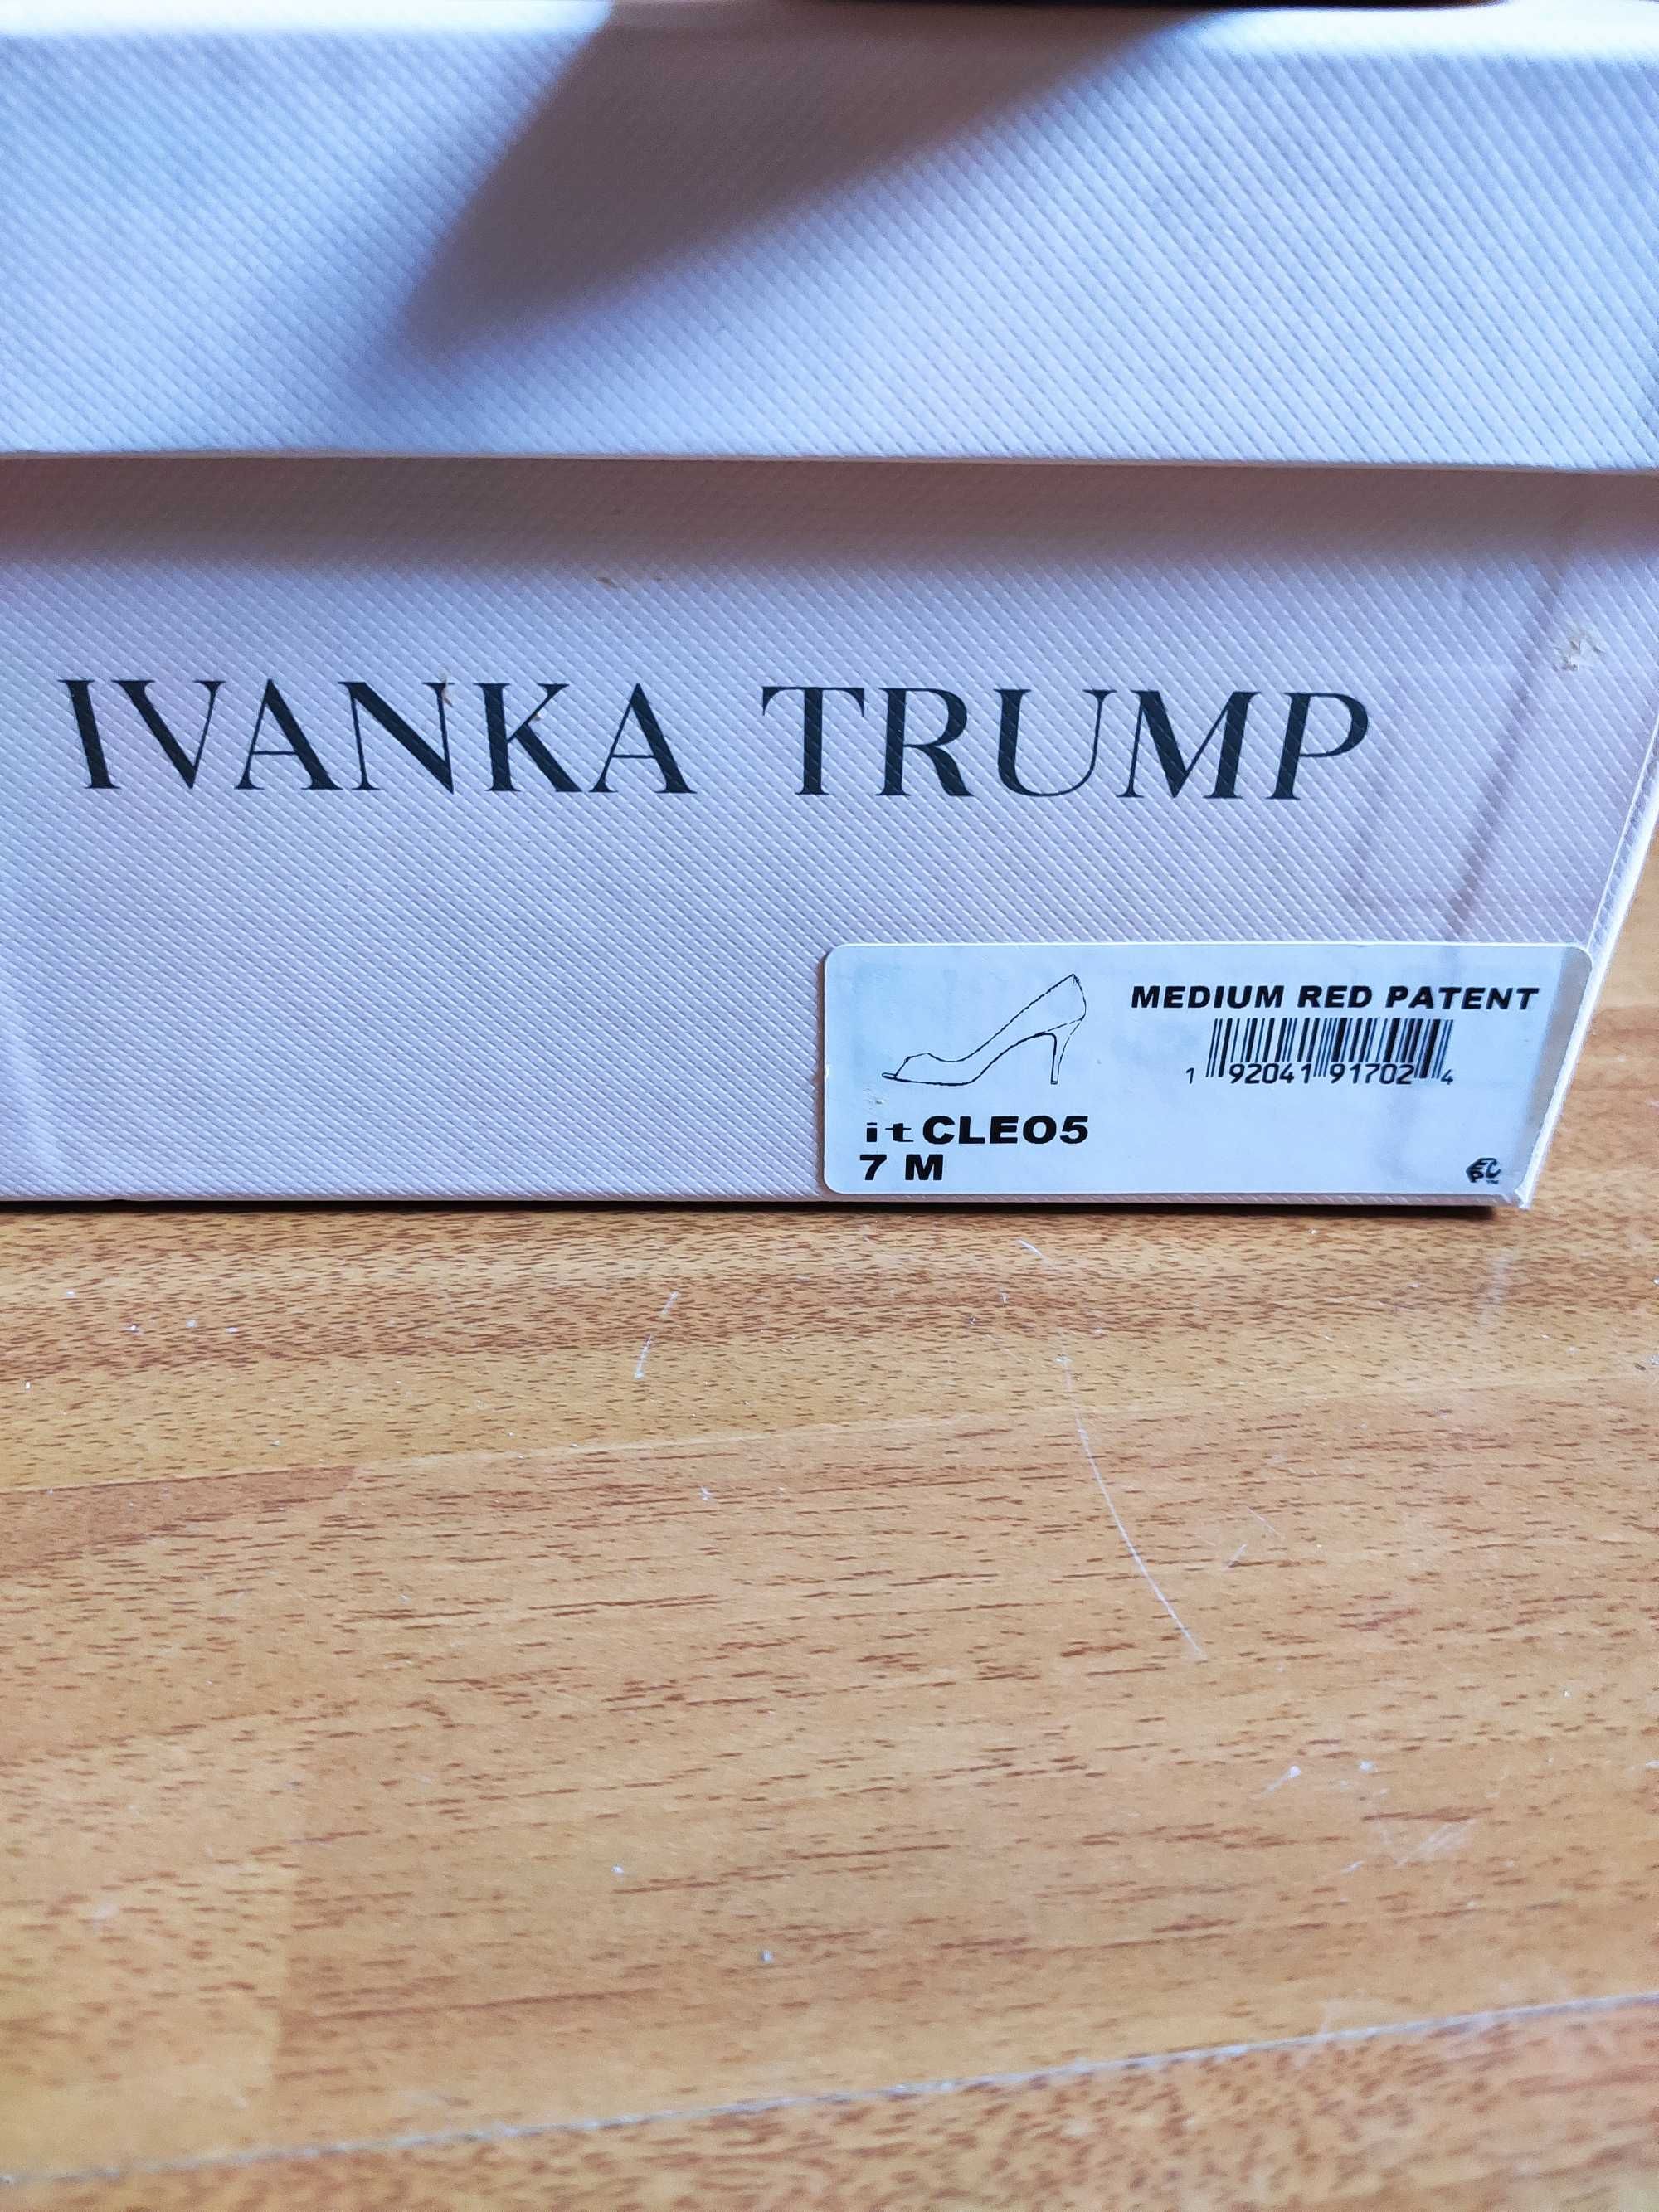 IVANKA TRUMP
MEDIUM RED PATENT
1 92041 91702 4
itCLEO5
7 M